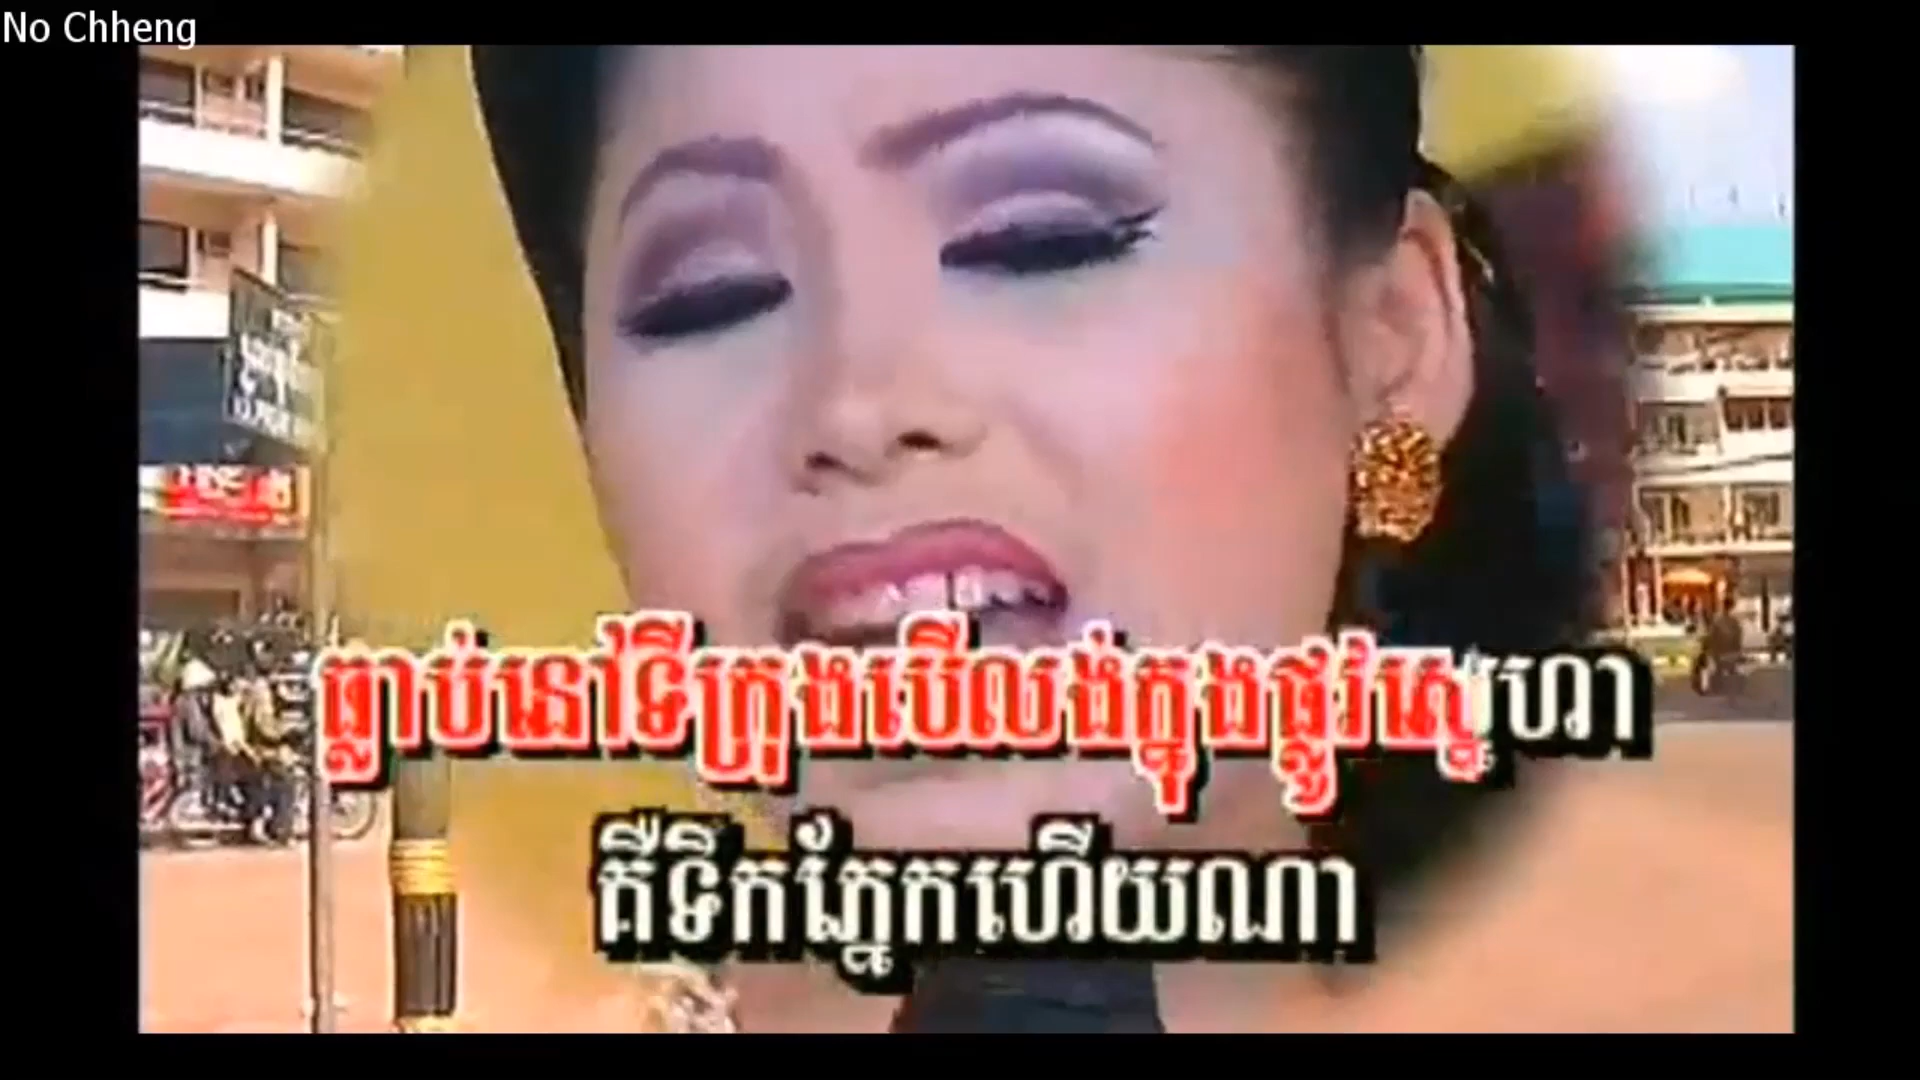 No Chheng
ធ្លាប់នៅទីក្រុងបើលង់ក្នុងផ្លូវស្នេហា
គឺទឹកភ្នែកហើយណា